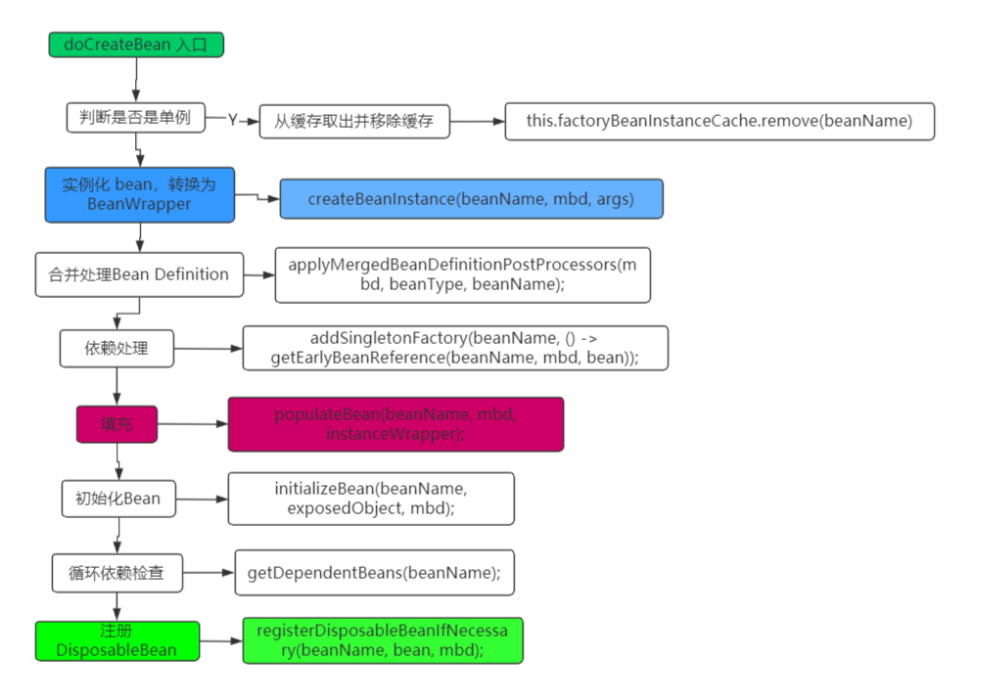 doCreateBean 入口
判断是否是单例
Y
从缓存取出并移除缓存
this.factoryBeanInstanceCache.remove(beanName)
实例化 bean，转换为
BeanWrapper
createBeanInstance(beanName, mbd, args)
合并处理Bean Definition
applyMergedBeanDefinitionPostProcessors(m
bd, beanType, beanName);
依赖处理
addSingletonFactory(beanName, () ->
getEarlyBeanReference(beanName, mbd, bean));
填充
populateBean(beanName, mbd,
instanceWrapper);
初始化Bean
initializeBean(beanName,
exposedObject, mbd);
循环依赖检查
getDependentBeans(beanName);
注册
DisposableBean
registerDisposableBeanIfNecessa
ry(beanName, bean, mbd);